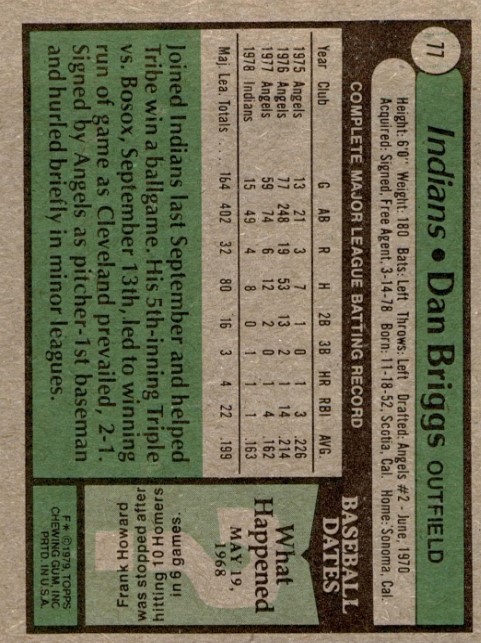 77
Indians • Dan Briggs OUTFIELD
Height: 6'0" Weight: 180 Bats: Left Throws: Left Drafted: Angels #2 - June, 1970
Acquired: Signed, Free Agent, 3-14-78 Born: 11-18-52, Scotia, Cal. Home: Sonoma, Cal.
COMPLETE MAJOR LEAGUE BATTING RECORD
Year Club G AB R H 2B 3B HR RBI AVG.
1975 Angels 13 21 3 7 1 0 1 3 .226
1976 Angels 77 248 19 53 13 2 1 14 .214
1977 Angels 59 74 6 12 2 0 1 4 .162
1978 Indians 15 49 4 8 0 1 1 1 .163
Maj. Lea. Totals .... 164 402 32 80 16 3 4 22 .199
Joined Indians last September and helped
Tribe win a ballgame. His 5th-inning Triple
vs. Bosox, September 13th, led to winning
run of game as Cleveland prevailed, 2-1.
Signed by Angels as pitcher-1st baseman
and hurled briefly in minor leagues.
BASEBALL
DATES
What
Happened
MAY 19,
1968
?
Frank Howard
was stopped after
hitting 10 Homers
in 6 games.
F* ©1979, TOPPS
CHEWING GUM, INC
PRTD. IN U.S.A.